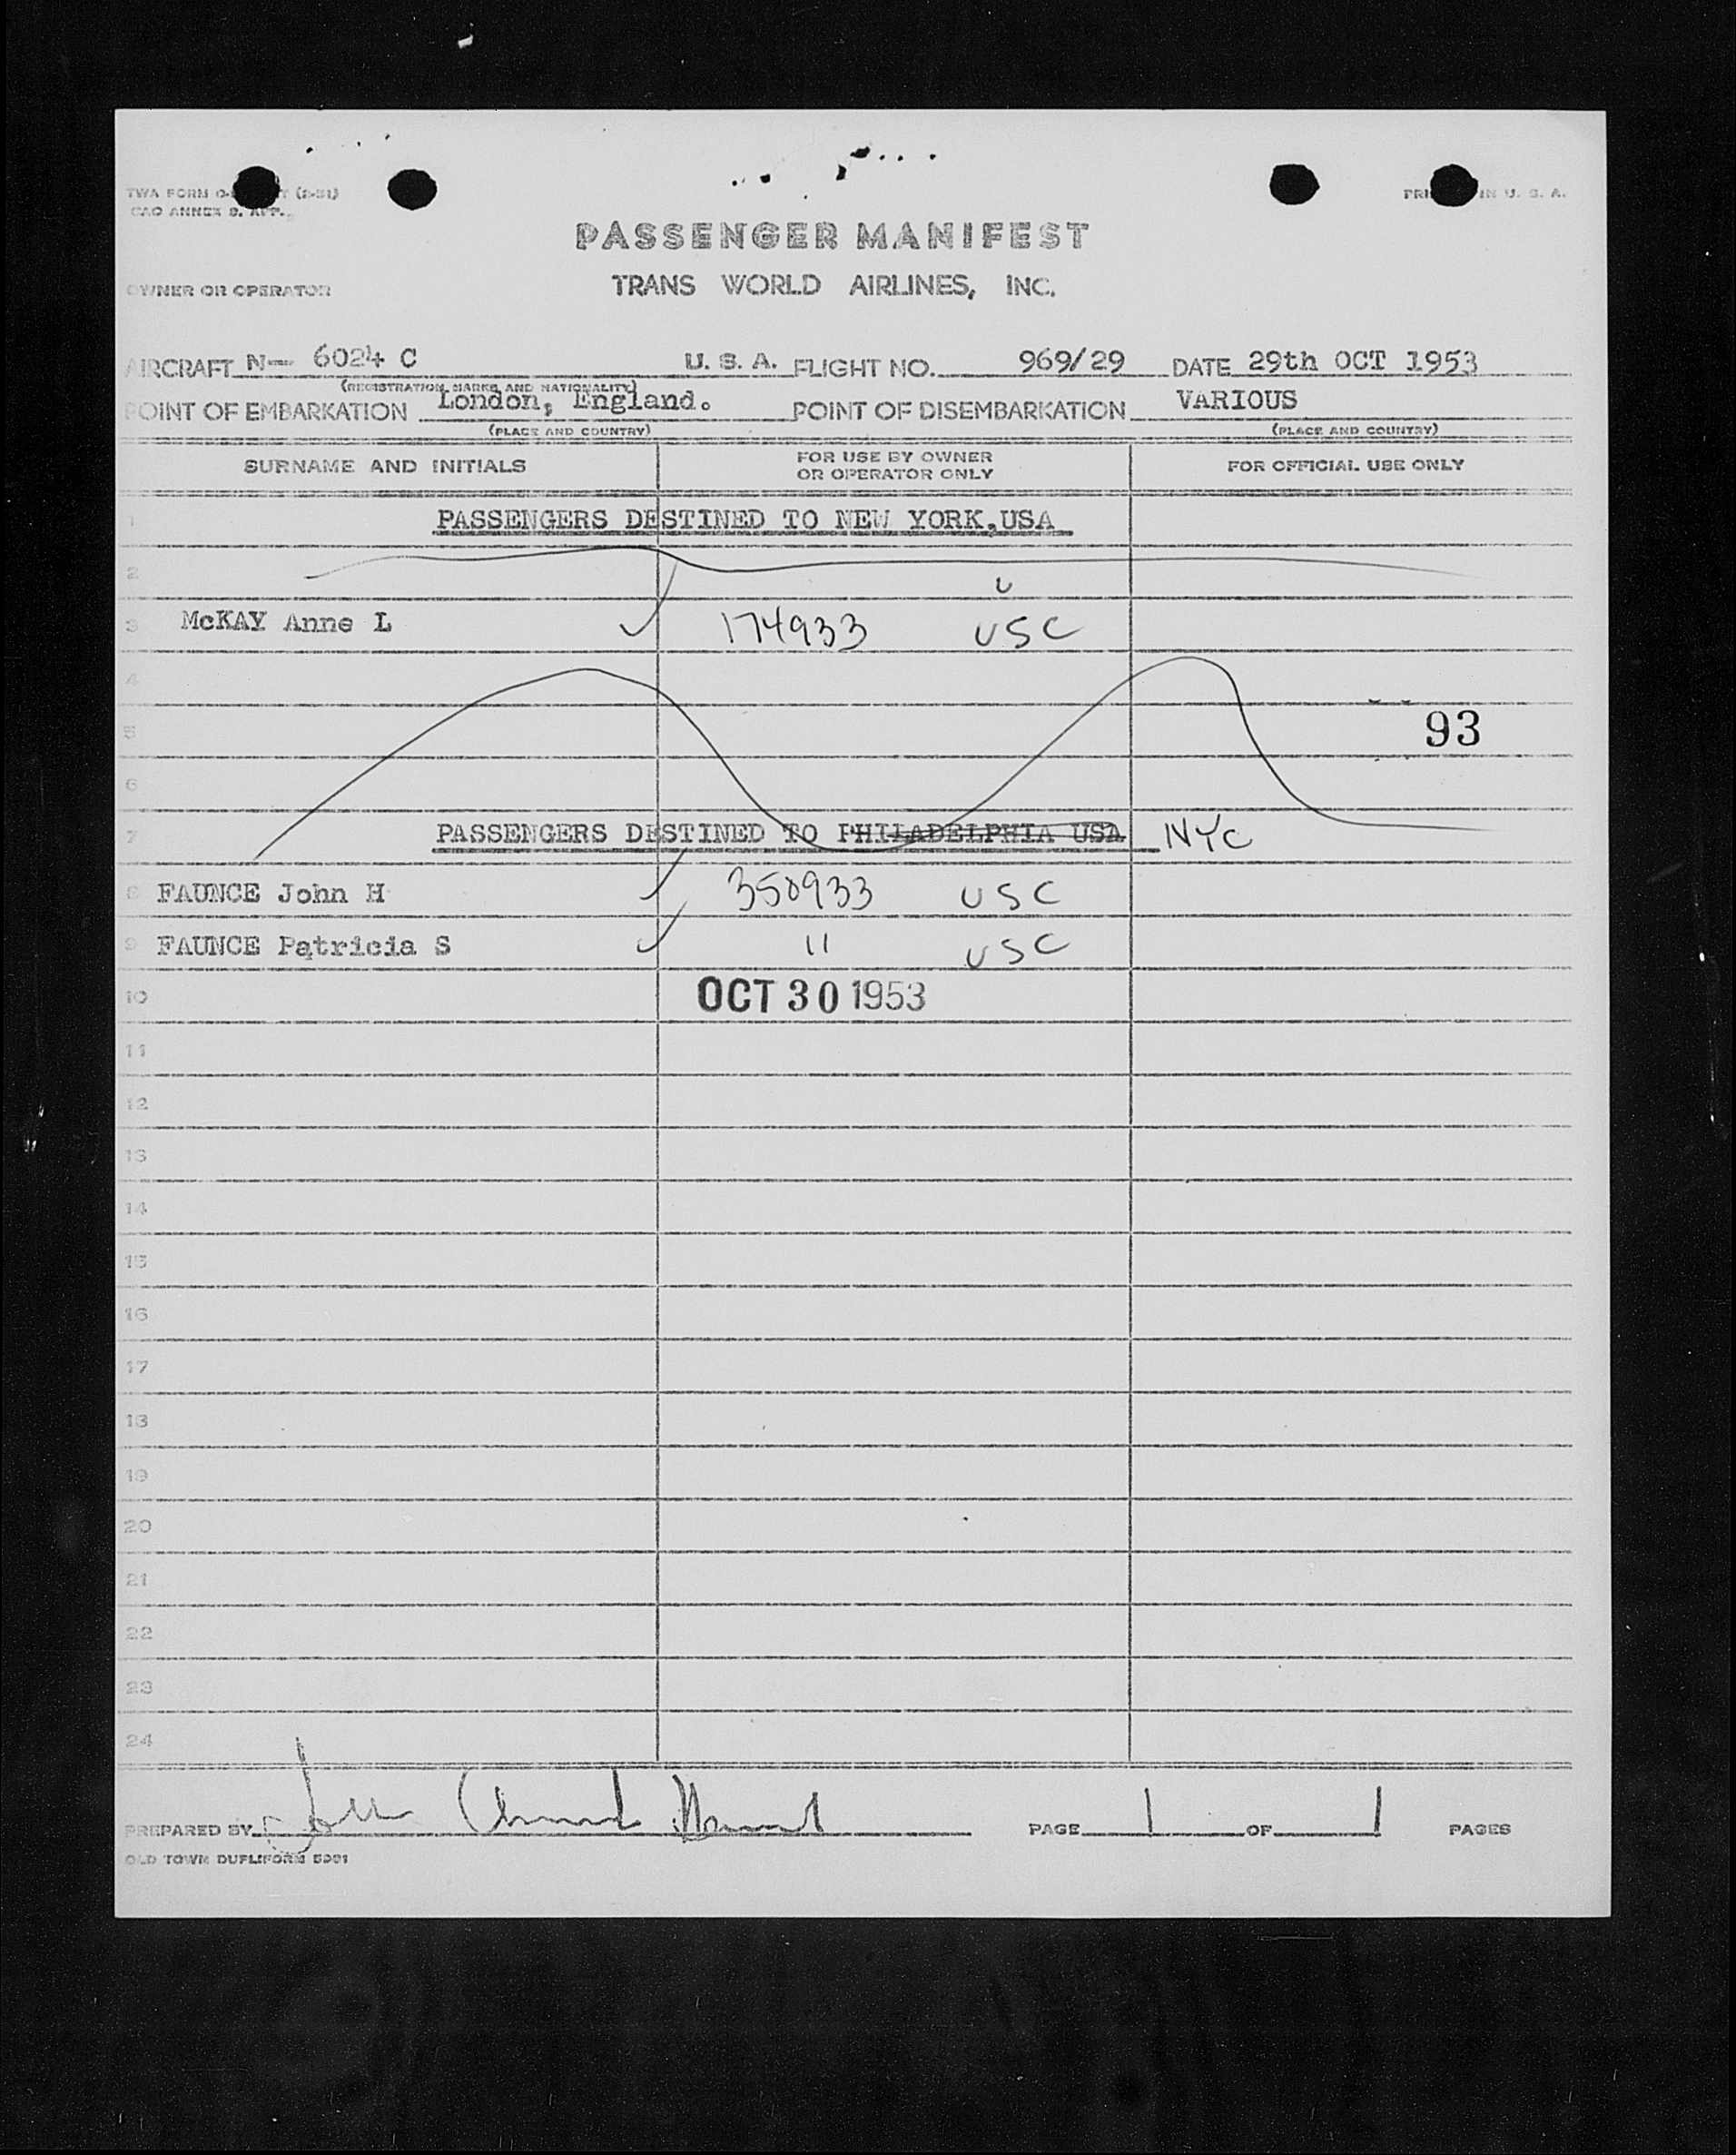 TWA FORM O- T (2-51) PRI IN U. S. A.
CAO ANNEX 9, APP.
PASSENGER MANIFEST
OWNER OR OPERATOR TRANS WORLD AIRLINES, INC.
AIRCRAFT N- 6024 C U. S. A. FLIGHT NO. 969/29 DATE 29th OCT 1953
(REGISTRATION MARKS AND NATIONALITY)
POINT OF EMBARKATION London, England. POINT OF DISEMBARKATION VARIOUS
(PLACE AND COUNTRY) (PLACE AND COUNTRY)
SURNAME AND INITIALS FOR USE BY OWNER OR OPERATOR ONLY FOR OFFICIAL USE ONLY
1 PASSENGERS DESTINED TO NEW YORK,USA
2 U
3 McKAY Anne L 174933 USC
4
5 93
6
7 PASSENGERS DESTINED TO PHILADELPHIA USA NYC
8 FAUNCE John H 350933 USC
9 FAUNCE Patricia S 11 USC
10 OCT 30 1953
11
12
13
14
15
16
17
18
19
20
21
22
23
24
PREPARED BY PAGE 1 OF 1 PAGES
OLD TOWN DUPLIFORM